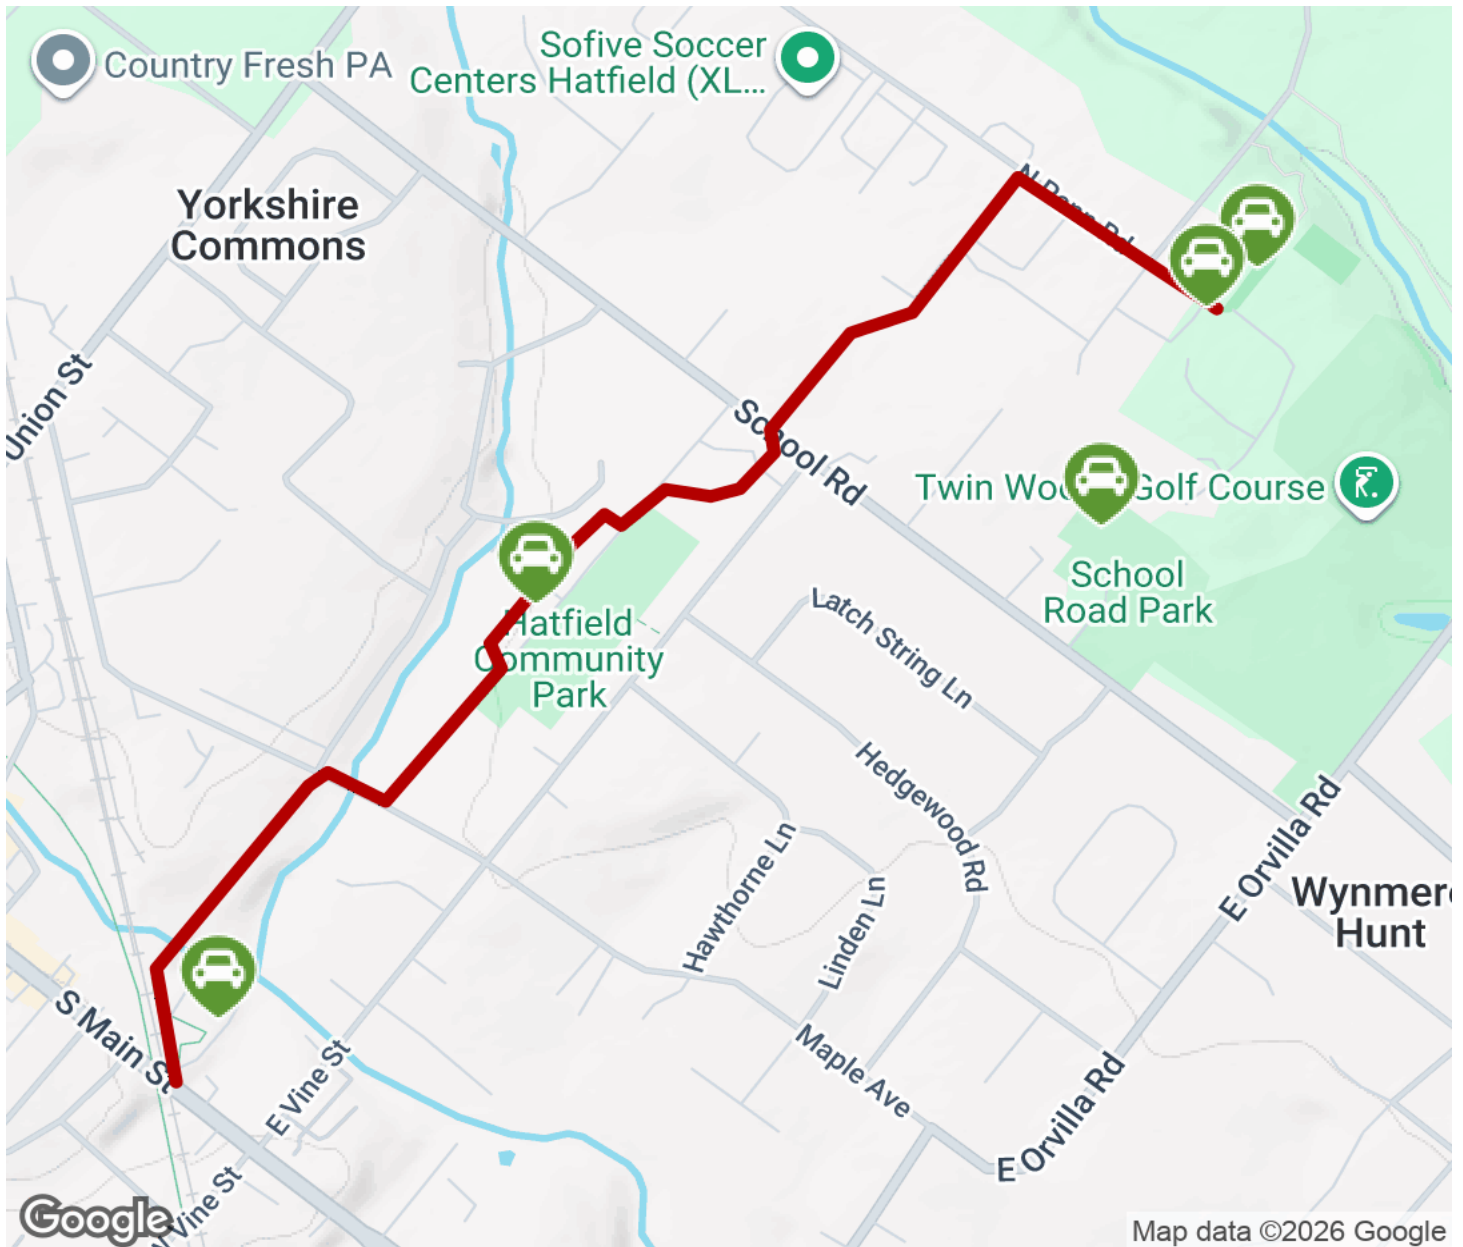 Country Fresh PA
Sofive Soccer
Centers Hatfield (XL...
Yorkshire
Commons
N Penn Rd
Union St
School Rd
Twin Woo Golf Course
School
Road Park
Hatfield
Community
Park
Latch String Ln
Hedgewood Rd
Hawthorne Ln
Linden Ln
E Orvilla Rd
Wynmere
Hunt
S Main St
E Vine St
Maple Ave
E Orvilla Rd
W Vine St
Google
Map data ©2026 Google